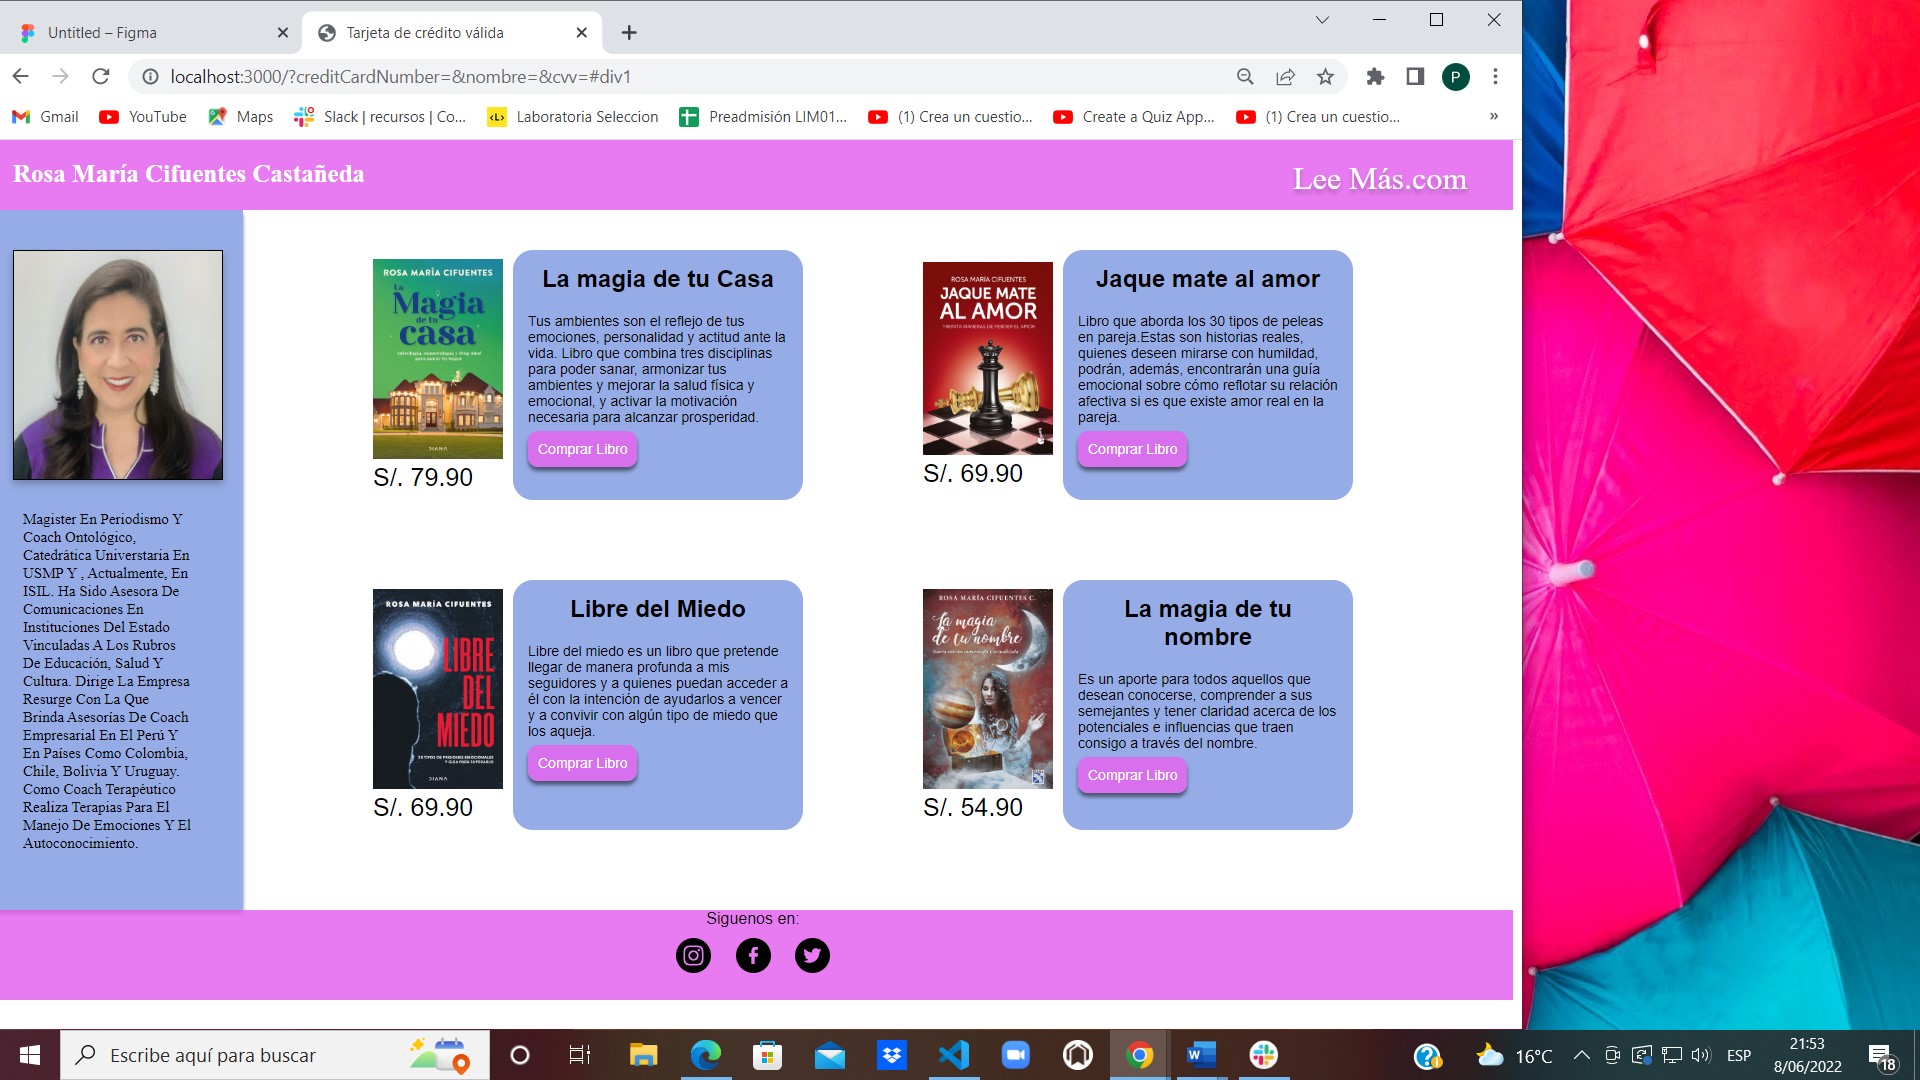 Untitled – Figma
Tarjeta de crédito válida
localhost:3000/?creditCardNumber=&nombre=&cvv=#div1
P
Gmail
YouTube
Maps
Slack | recursos | Co...
Laboratoria Seleccion
Preadmisión LIM01...
(1) Crea un cuestio...
Create a Quiz App...
(1) Crea un cuestio...
»
Rosa María Cifuentes Castañeda
Lee Más.com
Magister En Periodismo Y
Coach Ontológico,
Catedrática Universtaria En
USMP Y , Actualmente, En
ISIL. Ha Sido Asesora De
Comunicaciones En
Instituciones Del Estado
Vinculadas A Los Rubros
De Educación, Salud Y
Cultura. Dirige La Empresa
Resurge Con La Que
Brinda Asesorías De Coach
Empresarial En El Perú Y
En Países Como Colombia,
Chile, Bolivia Y Uruguay.
Como Coach Terapéutico
Realiza Terapias Para El
Manejo De Emociones Y El
Autoconocimiento.
ROSA MARÍA CIFUENTES
La
Magia
de tu
casa
DIANA
S/. 79.90
La magia de tu Casa
Tus ambientes son el reflejo de tus
emociones, personalidad y actitud ante la
vida. Libro que combina tres disciplinas
para poder sanar, armonizar tus
ambientes y mejorar la salud física y
emocional, y activar la motivación
necesaria para alcanzar prosperidad.
Comprar Libro
ROSA MARÍA CIFUENTES
JAQUE MATE
AL AMOR
TREINTA MANERAS DE PERDER EL AMOR
S/. 69.90
Jaque mate al amor
Libro que aborda los 30 tipos de peleas
en pareja.Estas son historias reales,
quienes deseen mirarse con humildad,
podrán, además, encontrarán una guía
emocional sobre cómo reflotar su relación
afectiva si es que existe amor real en la
pareja.
Comprar Libro
ROSA MARÍA CIFUENTES
LIBRE
DEL
MIEDO
DIANA
S/. 69.90
Libre del Miedo
Libre del miedo es un libro que pretende
llegar de manera profunda a mis
seguidores y a quienes puedan acceder a
él con la intención de ayudarlos a vencer
y a convivir con algún tipo de miedo que
los aqueja.
Comprar Libro
ROSA MARÍA CIFUENTES C.
La magia
de tu nombre
S/. 54.90
La magia de tu
nombre
Es un aporte para todos aquellos que
desean conocerse, comprender a sus
semejantes y tener claridad acerca de los
potenciales e influencias que traen
consigo a través del nombre.
Comprar Libro
Siguenos en:
Escribe aquí para buscar
16°C
ESP
21:53
8/06/2022
18